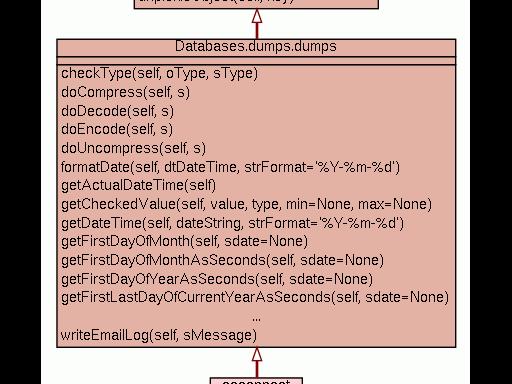 Databases.dumps.dumps
checkType(self, oType, sType)
doCompress(self, s)
doDecode(self, s)
doEncode(self, s)
doUncompress(self, s)
formatDate(self, dtDateTime, strFormat='%Y-%m-%d')
getActualDateTime(self)
getCheckedValue(self, value, type, min=None, max=None)
getDateTime(self, dateString, strFormat='%Y-%m-%d')
getFirstDayOfMonth(self, sdate=None)
getFirstDayOfMonthAsSeconds(self, sdate=None)
getFirstDayOfYearAsSeconds(self, sdate=None)
getFirstLastDayOfCurrentYearAsSeconds(self, sdate=None)
...
writeEmailLog(self, sMessage)